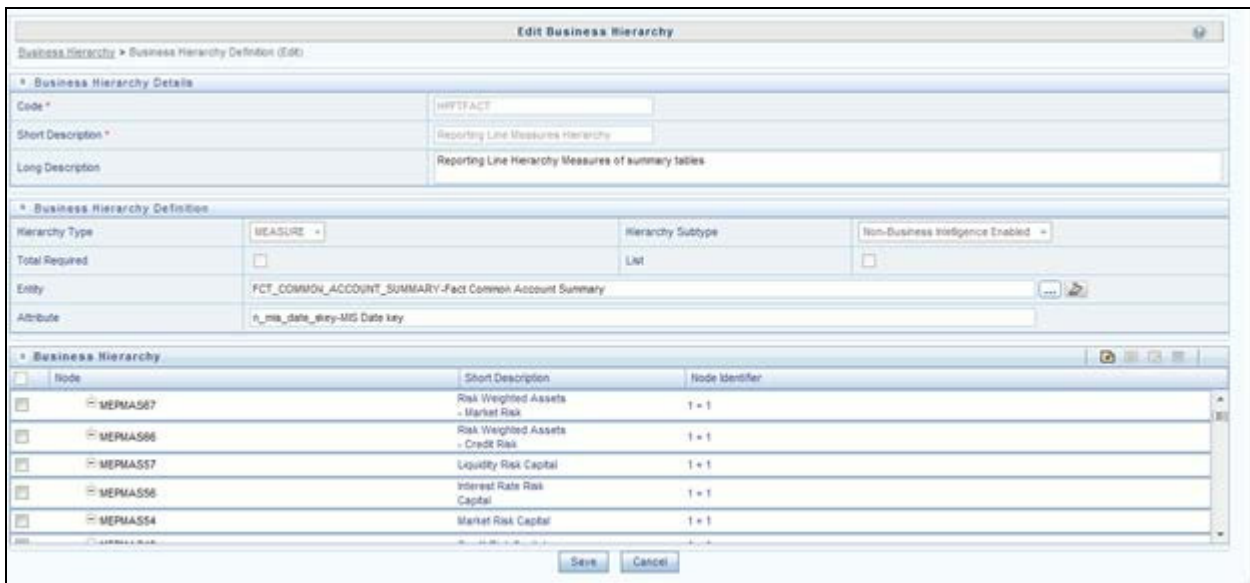 Edit Business Hierarchy
Business Hierarchy > Business Hierarchy Definition (Edit)
Business Hierarchy Details
Code *
Short Description * Reporting Line Measures Hierarchy
Long Description Reporting Line Hierarchy Measures of summary tables
Business Hierarchy Definition
Hierarchy Type MEASURE Hierarchy Subtype Non-Business Intelligence Enabled
Total Required List
Entity FCT_COMMON_ACCOUNT_SUMMARY-Fact Common Account Summary ...
Attribute n_mis_date_skey-MIS Date key
Business Hierarchy
Node Short Description Node Identifier
MEPMAS67 Risk Weighted Assets
- Market Risk 1 = 1
MEPMAS66 Risk Weighted Assets
- Credit Risk 1 = 1
MEPMAS57 Liquidity Risk Capital 1 = 1
MEPMAS56 Interest Rate Risk
Capital 1 = 1
MEPMAS54 Market Risk Capital 1 = 1
Save Cancel